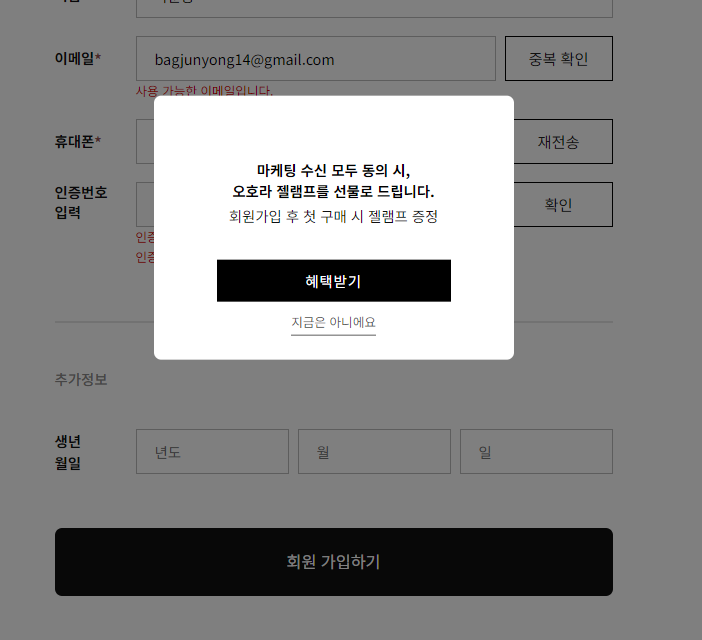 이메일*
bagjunyong14@gmail.com
중복 확인
사용 가능한 이메일입니다.
휴대폰*
재전송
인증번호
입력
확인
마케팅 수신 모두 동의 시,
오호라 젤램프를 선물로 드립니다.
회원가입 후 첫 구매 시 젤램프 증정
혜택받기
지금은 아니에요
추가정보
생년
월일
년도
월
일
회원 가입하기